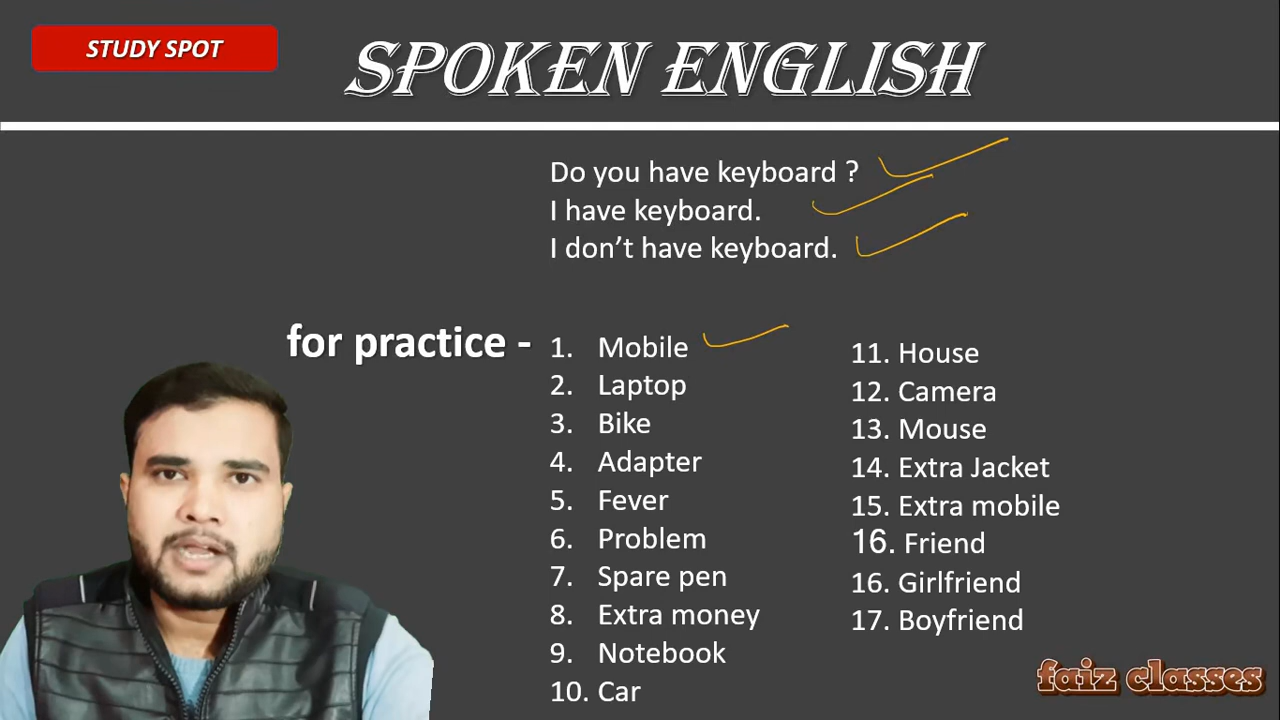 STUDY SPOT
SPOKEN ENGLISH
Do you have keyboard ?
I have keyboard.
I don’t have keyboard.
for practice -
1. Mobile
2. Laptop
3. Bike
4. Adapter
5. Fever
6. Problem
7. Spare pen
8. Extra money
9. Notebook
10. Car
11. House
12. Camera
13. Mouse
14. Extra Jacket
15. Extra mobile
16. Friend
16. Girlfriend
17. Boyfriend
faiz classes